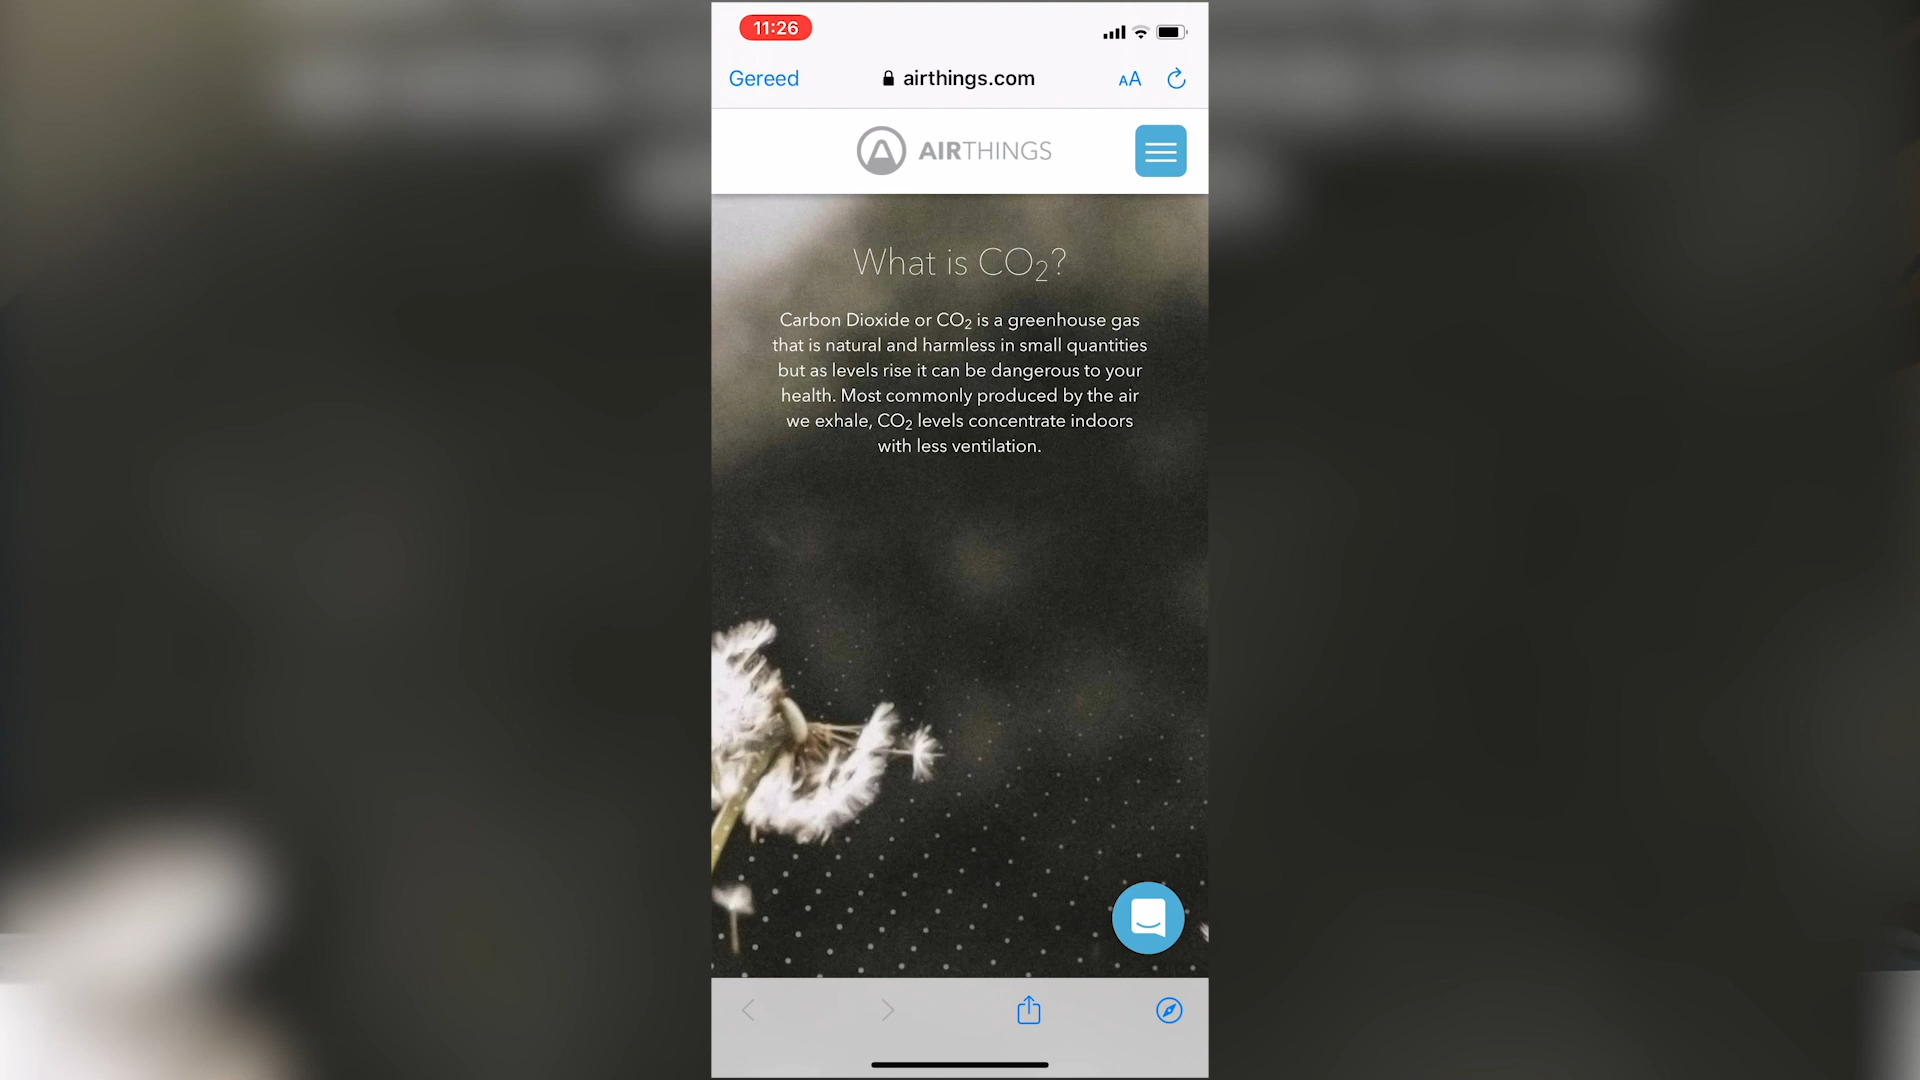 11:26
Gereed
airthings.com
AA
AIRTHINGS
What is CO₂?
Carbon Dioxide or CO₂ is a greenhouse gas
that is natural and harmless in small quantities
but as levels rise it can be dangerous to your
health. Most commonly produced by the air
we exhale, CO₂ levels concentrate indoors
with less ventilation.